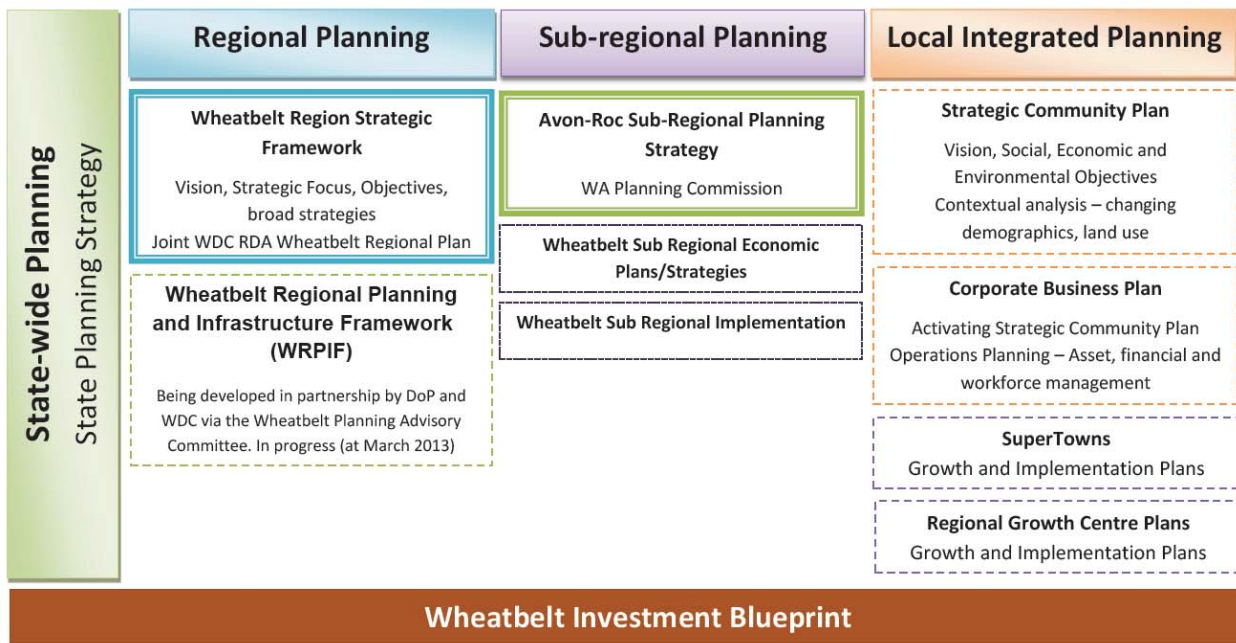 State-wide Planning
State Planning Strategy
Regional Planning
Wheatbelt Region Strategic
Framework
Vision, Strategic Focus, Objectives,
broad strategies
Joint WDC RDA Wheatbelt Regional Plan
Wheatbelt Regional Planning
and Infrastructure Framework
(WRPIF)
Being developed in partnership by DoP and
WDC via the Wheatbelt Planning Advisory
Committee. In progress (at March 2013)
Sub-regional Planning
Avon-Roc Sub-Regional Planning
Strategy
WA Planning Commission
Wheatbelt Sub Regional Economic
Plans/Strategies
Wheatbelt Sub Regional Implementation
Local Integrated Planning
Strategic Community Plan
Vision, Social, Economic and
Environmental Objectives
Contextual analysis – changing
demographics, land use
Corporate Business Plan
Activating Strategic Community Plan
Operations Planning – Asset, financial and
workforce management
SuperTowns
Growth and Implementation Plans
Regional Growth Centre Plans
Growth and Implementation Plans
Wheatbelt Investment Blueprint